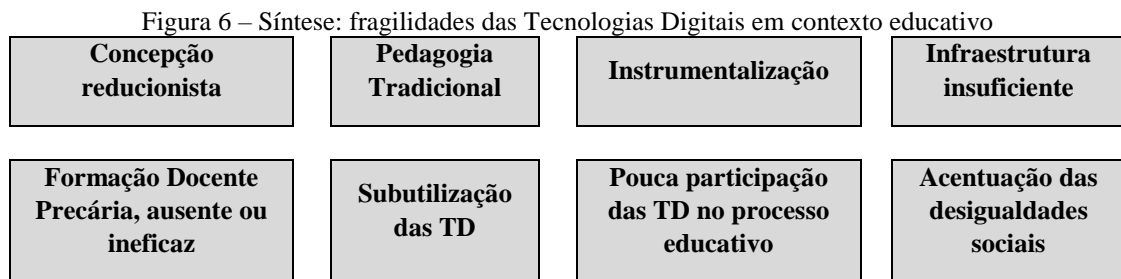 Figura 6 – Síntese: fragilidades das Tecnologias Digitais em contexto educativo
Concepção
reducionista
Pedagogia
Tradicional
Instrumentalização
Infraestrutura
insuficiente
Formação Docente
Precária, ausente ou
ineficaz
Subutilização
das TD
Pouca participação
das TD no processo
educativo
Acentuação das
desigualdades
sociais